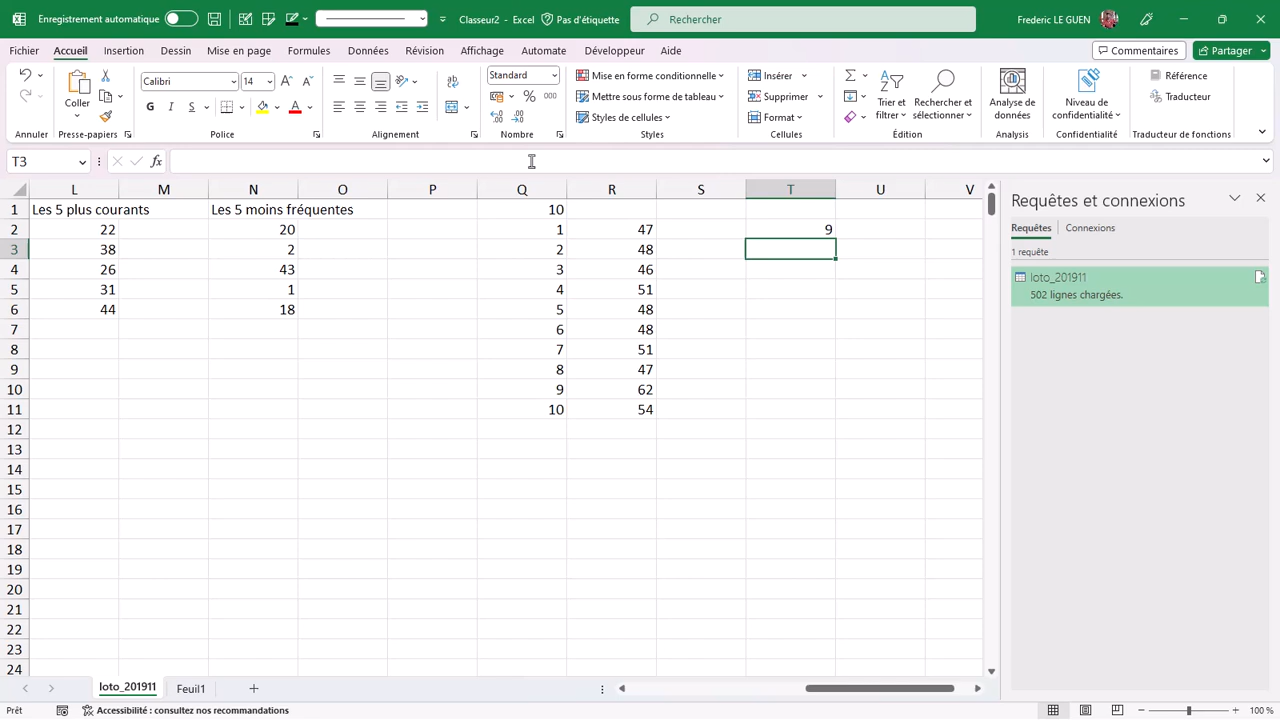 Enregistrement automatique Classeur2 - Excel Pas d'étiquette Rechercher Frederic LE GUEN
Fichier Accueil Insertion Dessin Mise en page Formules Données Révision Affichage Automate Développeur Aide Commentaires Partager
Coller Calibri 14 Standard Mise en forme conditionnelle Insérer Trier et filtrer Rechercher et sélectionner Analyse de données Niveau de confidentialité Référence
G I S A % 000 Mettre sous forme de tableau Supprimer Traducteur
Styles de cellules Format
Annuler Presse-papiers Police Alignement Nombre Styles Cellules Édition Analysis Confidentialité Traducteur de fonctions
T3 fx
L M N O P Q R S T U V
1 Les 5 plus courants Les 5 moins fréquentes 10
2 22 20 1 47 9
3 38 2 2 48
4 26 43 3 46
5 31 1 4 51
6 44 18 5 48
7 6 48
8 7 51
9 8 47
10 9 62
11 10 54
12
13
14
15
16
17
18
19
20
21
22
23
24
Requêtes et connexions
Requêtes Connexions
1 requête
loto_201911
502 lignes chargées.
loto_201911 Feuil1
Prêt Accessibilité : consultez nos recommandations 100 %